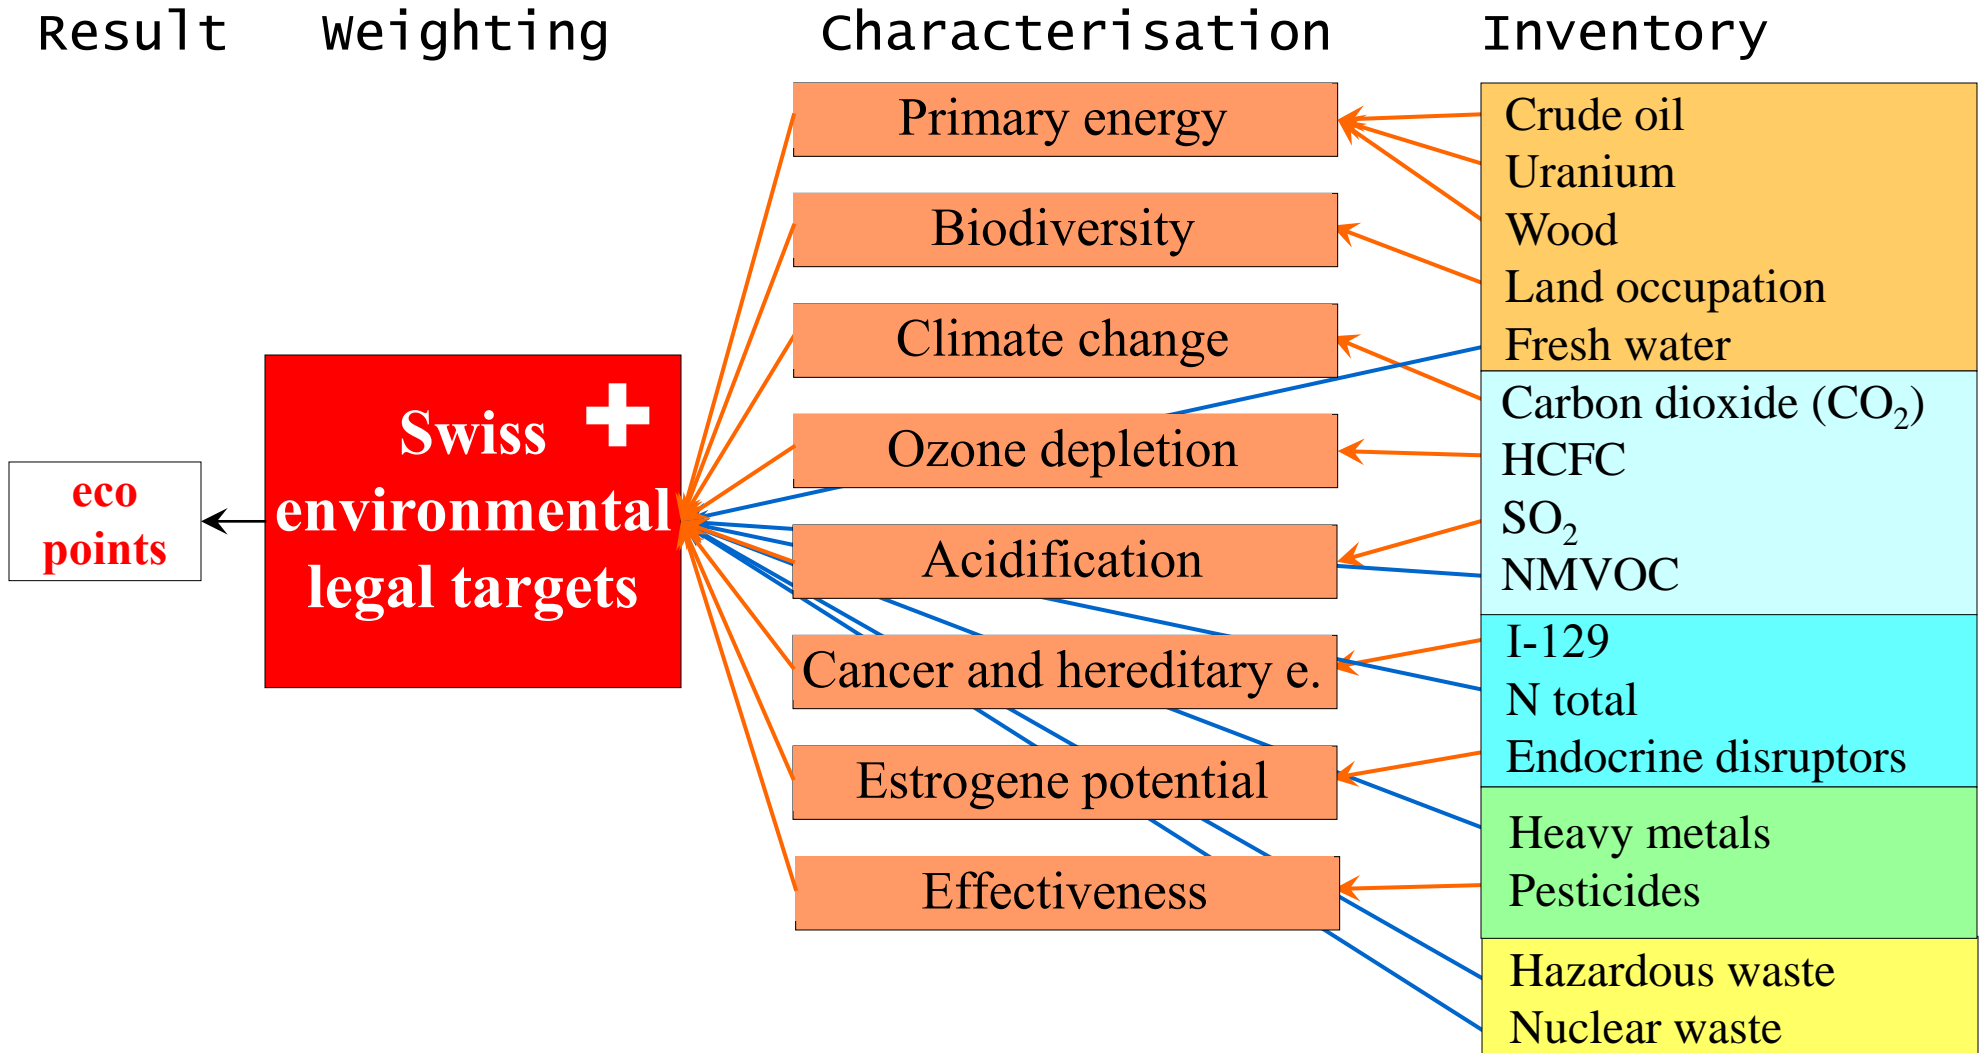 Result Weighting Characterisation Inventory
eco
points
Swiss
environmental
legal targets
Primary energy
Biodiversity
Climate change
Ozone depletion
Acidification
Cancer and hereditary e.
Estrogene potential
Effectiveness
Crude oil
Uranium
Wood
Land occupation
Fresh water
Carbon dioxide (CO₂)
HCFC
SO₂
NMVOC
I-129
N total
Endocrine disruptors
Heavy metals
Pesticides
Hazardous waste
Nuclear waste